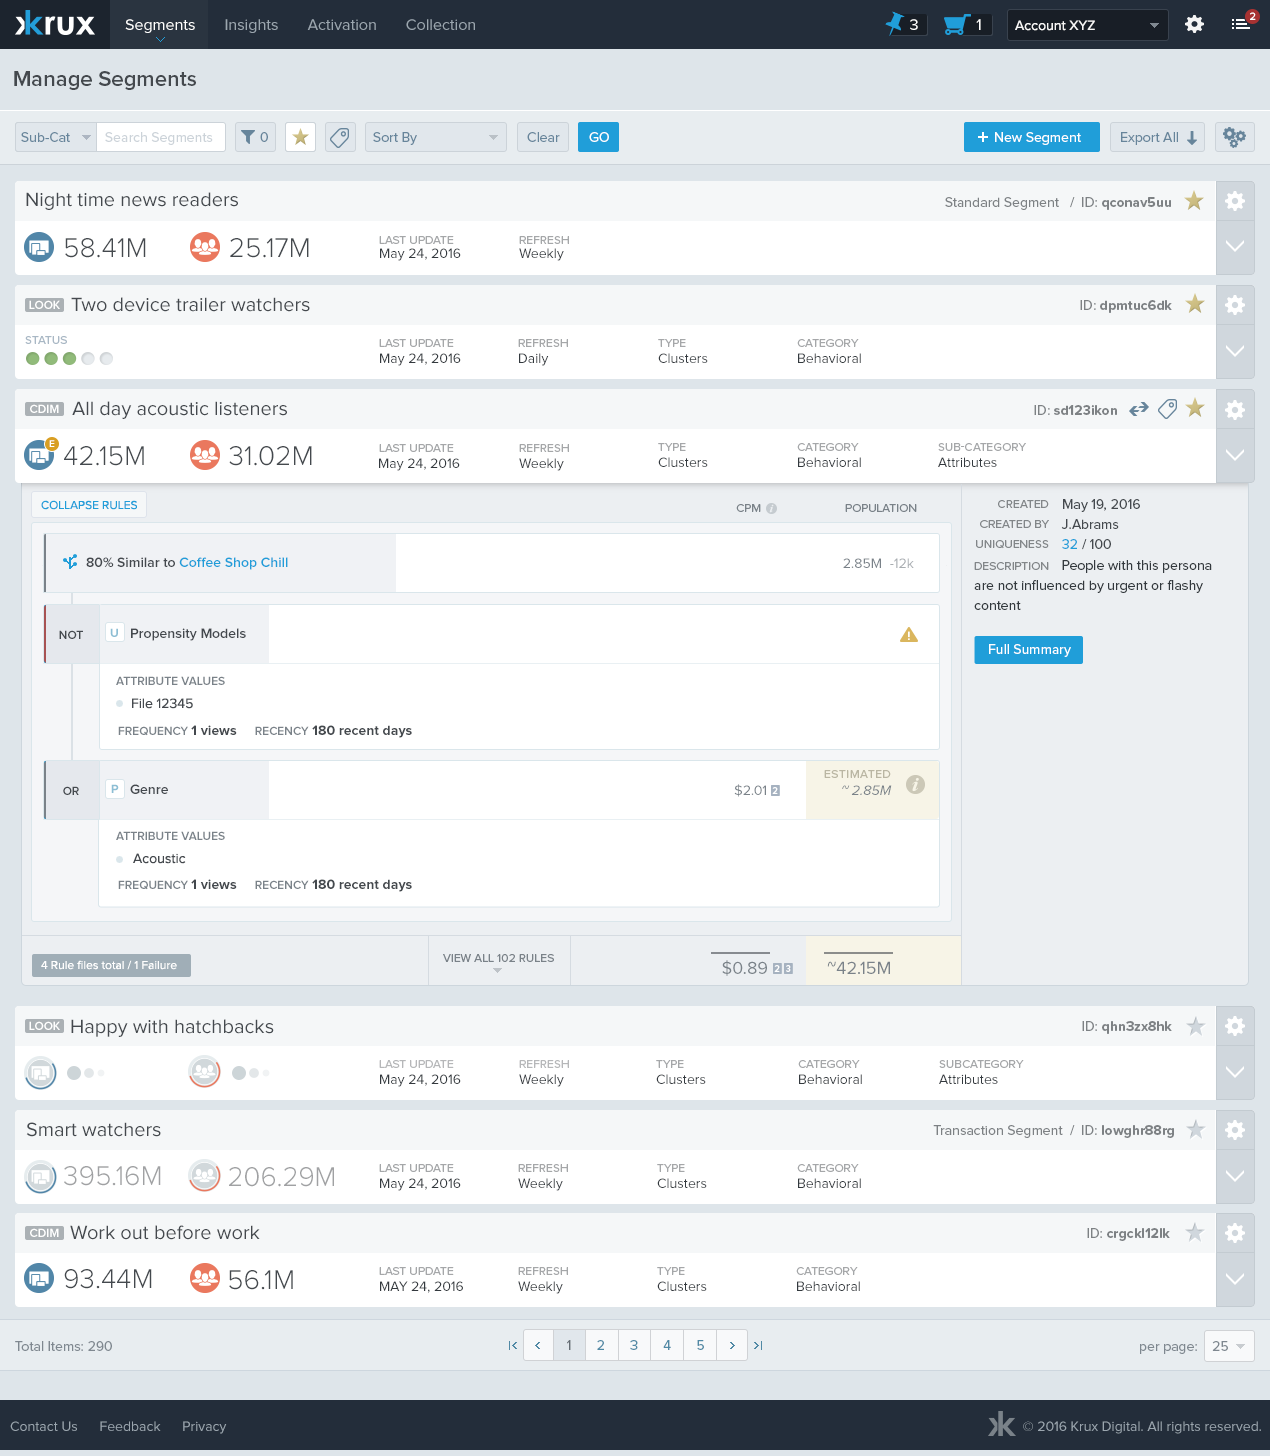 krux Segments Insights Activation Collection 3 1 Account XYZ 2
Manage Segments
Sub-Cat Search Segments 0 Sort By Clear GO + New Segment Export All
Night time news readers Standard Segment / ID: qconav5uu
58.41M 25.17M LAST UPDATE REFRESH
May 24, 2016 Weekly
LOOK Two device trailer watchers ID: dpmtuc6dk
STATUS LAST UPDATE REFRESH TYPE CATEGORY
May 24, 2016 Daily Clusters Behavioral
CDIM All day acoustic listeners ID: sd123ikon
E 42.15M 31.02M LAST UPDATE REFRESH TYPE CATEGORY SUB-CATEGORY
May 24, 2016 Weekly Clusters Behavioral Attributes
COLLAPSE RULES CPM i POPULATION
80% Similar to Coffee Shop Chill 2.85M -12k
NOT U Propensity Models
ATTRIBUTE VALUES
File 12345
FREQUENCY 1 views RECENCY 180 recent days
OR P Genre $2.01 2 ESTIMATED
~ 2.85M i
ATTRIBUTE VALUES
Acoustic
FREQUENCY 1 views RECENCY 180 recent days
4 Rule files total / 1 Failure VIEW ALL 102 RULES $0.89 2 3 ~42.15M
CREATED May 19, 2016
CREATED BY J.Abrams
UNIQUENESS 32 / 100
DESCRIPTION People with this persona
are not influenced by urgent or flashy
content
Full Summary
LOOK Happy with hatchbacks ID: qhn3zx8hk
LAST UPDATE REFRESH TYPE CATEGORY SUBCATEGORY
May 24, 2016 Weekly Clusters Behavioral Attributes
Smart watchers Transaction Segment / ID: lowghr88rg
395.16M 206.29M LAST UPDATE REFRESH TYPE CATEGORY
May 24, 2016 Weekly Clusters Behavioral
CDIM Work out before work ID: crgckl12lk
93.44M 56.1M LAST UPDATE REFRESH TYPE CATEGORY
MAY 24, 2016 Weekly Clusters Behavioral
Total Items: 290 1 2 3 4 5 per page: 25
Contact Us Feedback Privacy © 2016 Krux Digital. All rights reserved.